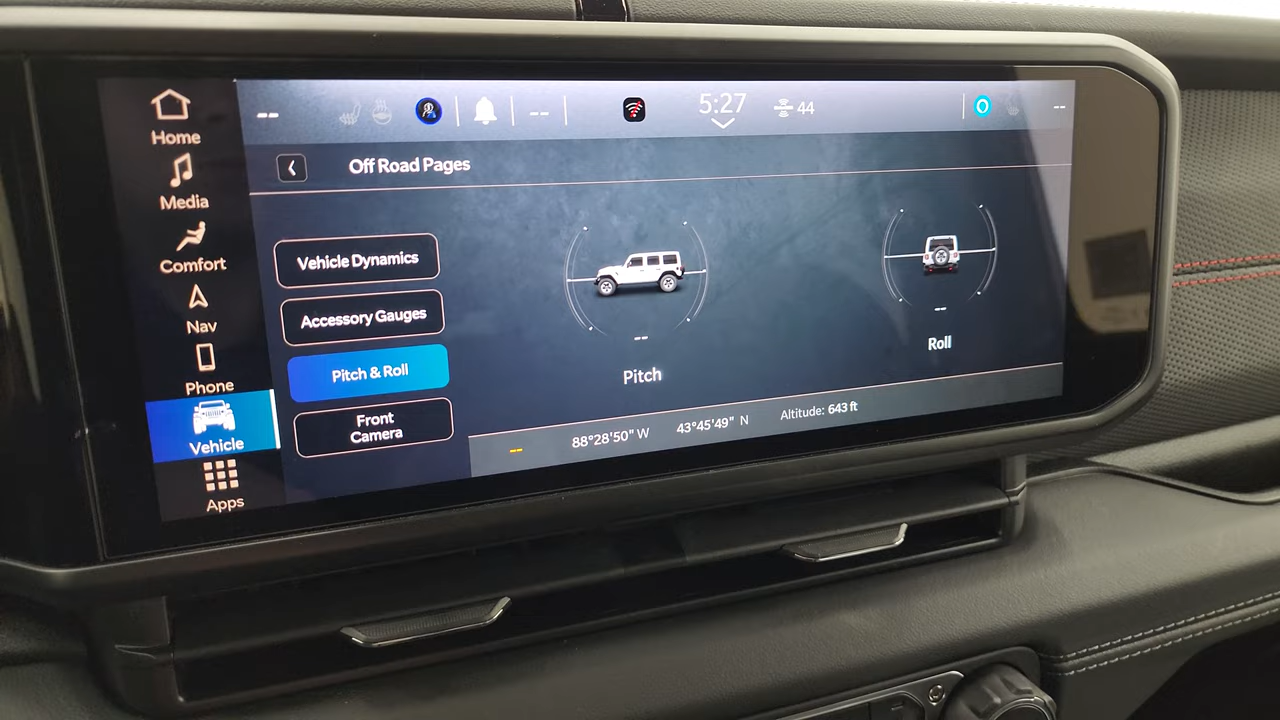 --
--
5:27
44
--
Home
Off Road Pages
Media
Vehicle Dynamics
Comfort
Accessory Gauges
Nav
--
--
Pitch & Roll
Pitch
Roll
Phone
Front
Camera
Vehicle
--
88°28'50" W
43°45'49" N
Altitude: 643 ft
Apps